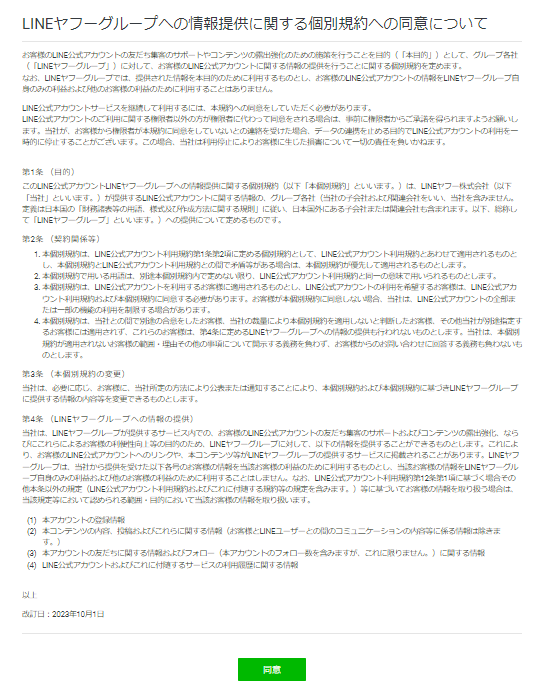 LINEヤフーグループへの情報提供に関する個別規約への同意について
お客様のLINE公式アカウントの友だち集客のサポートやコンテンツの露出強化のための施策を行うことを目的(「本目的」)として、グループ各社
(「LINEヤフーグループ」)に対して、お客様のLINE公式アカウントに関する情報の提供を行うことに関する個別規約を定めます。
なお、LINEヤフーグループでは、提供された情報を本目的のために利用するものとし、お客様のLINE公式アカウントの情報をLINEヤフーグループ自
身のみの利益および他のお客様の利益のために利用することはありません。
LINE公式アカウントサービスを継続して利用するには、本規約への同意をしていただく必要があります。
LINE公式アカウントのご利用に関する権限者以外の方が権限者に代わって同意をされる場合は、事前に権限者からご承諾を得られますようお願いし
ます。当社が、お客様から権限者が本規約に同意をしていないとの連絡を受けた場合、データの連携を止める目的でLINE公式アカウントの利用を一
時的に停止することがございます。この場合、当社は利用停止によりお客様に生じた損害について一切の責任を負いかねます。
第1条 (目的)
このLINE公式アカウントLINEヤフーグループへの情報提供に関する個別規約(以下「本個別規約」といいます。)は、LINEヤフー株式会社(以下
「当社」といいます。)が提供するLINE公式アカウントに関する情報の、グループ各社(当社の子会社および関連会社をいい、当社を含みません。
定義は日本国の「財務諸表等の用語、様式及び作成方法に関する規則」に従い、日本国外にある子会社または関連会社も含まれます。以下、総称し
て「LINEヤフーグループ」といいます。)への提供について定めるものです。
第2条 (契約関係等)
1. 本個別規約は、LINE公式アカウント利用規約第1条第2項に定める個別規約として、LINE公式アカウント利用規約とあわせて適用されるものと
し、本個別規約とLINE公式アカウント利用規約との間で矛盾等がある場合は、本個別規約が優先して適用されるものとします。
2. 本個別規約で用いる用語は、別途本個別規約内で定めない限り、LINE公式アカウント利用規約と同一の意味で用いられるものとします。
3. 本個別規約は、LINE公式アカウントを利用するお客様に適用されるものとし、LINE公式アカウントの利用を希望するお客様は、LINE公式アカ
ウント利用規約および本個別規約に同意する必要があります。お客様が本個別規約に同意しない場合、当社は、LINE公式アカウントの全部ま
たは一部の機能の利用を制限する場合があります。
4. 本個別規約は、当社との間で別途の合意をしたお客様、当社の裁量により本個別規約を適用しないと判断したお客様、その他当社が別途指定す
るお客様には適用されず、これらのお客様は、第4条に定めるLINEヤフーグループへの情報の提供も行われないものとします。当社は、本個別
規約が適用されないお客様の範囲・理由その他の事項について開示する義務を負わず、お客様からのお問い合わせに回答する義務も負わないも
のとします。
第3条 (本個別規約の変更)
当社は、必要に応じ、お客様に、当社所定の方法により公表または通知することにより、本個別規約および本個別規約に基づきLINEヤフーグループ
に提供する情報の内容等を変更できるものとします。
第4条 (LINEヤフーグループへの情報の提供)
当社は、LINEヤフーグループが提供するサービス内での、お客様のLINE公式アカウントの友だち集客のサポートおよびコンテンツの露出強化、なら
びにこれらによるお客様の利便性向上等の目的のため、LINEヤフーグループに対して、以下の情報を提供することができるものとします。これによ
り、お客様のLINE公式アカウントへのリンクや、本コンテンツ等がLINEヤフーグループの提供するサービスに掲載されることがあります。LINEヤ
フーグループは、当社から提供を受けた以下各号のお客様の情報を当該お客様の利益のために利用するものとし、当該お客様の情報をLINEヤフーグル
ープ自身のみの利益および他のお客様の利益のために利用することはしません。なお、LINE公式アカウント利用規約第12条第1項に基づく場合その
他本条以外の規定(LINE公式アカウント利用規約およびこれに付随する規約等の規定を含みます。)等に基づいてお客様の情報を取り扱う場合は、
当該規定等において認められる範囲・目的において当該お客様の情報を取り扱います。
(1) 本アカウントの登録情報
(2) 本コンテンツの内容、投稿およびこれらに関する情報(お客様とLINEユーザーとの間のコミュニケーションの内容等に係る情報は除きま
す。)
(3) 本アカウントの友だちに関する情報およびフォロー(本アカウントのフォロー数を含みますが、これに限りません。)に関する情報
(4) LINE公式アカウントおよびこれに付随するサービスの利用履歴に関する情報
以上
改訂日:2023年10月1日
同意